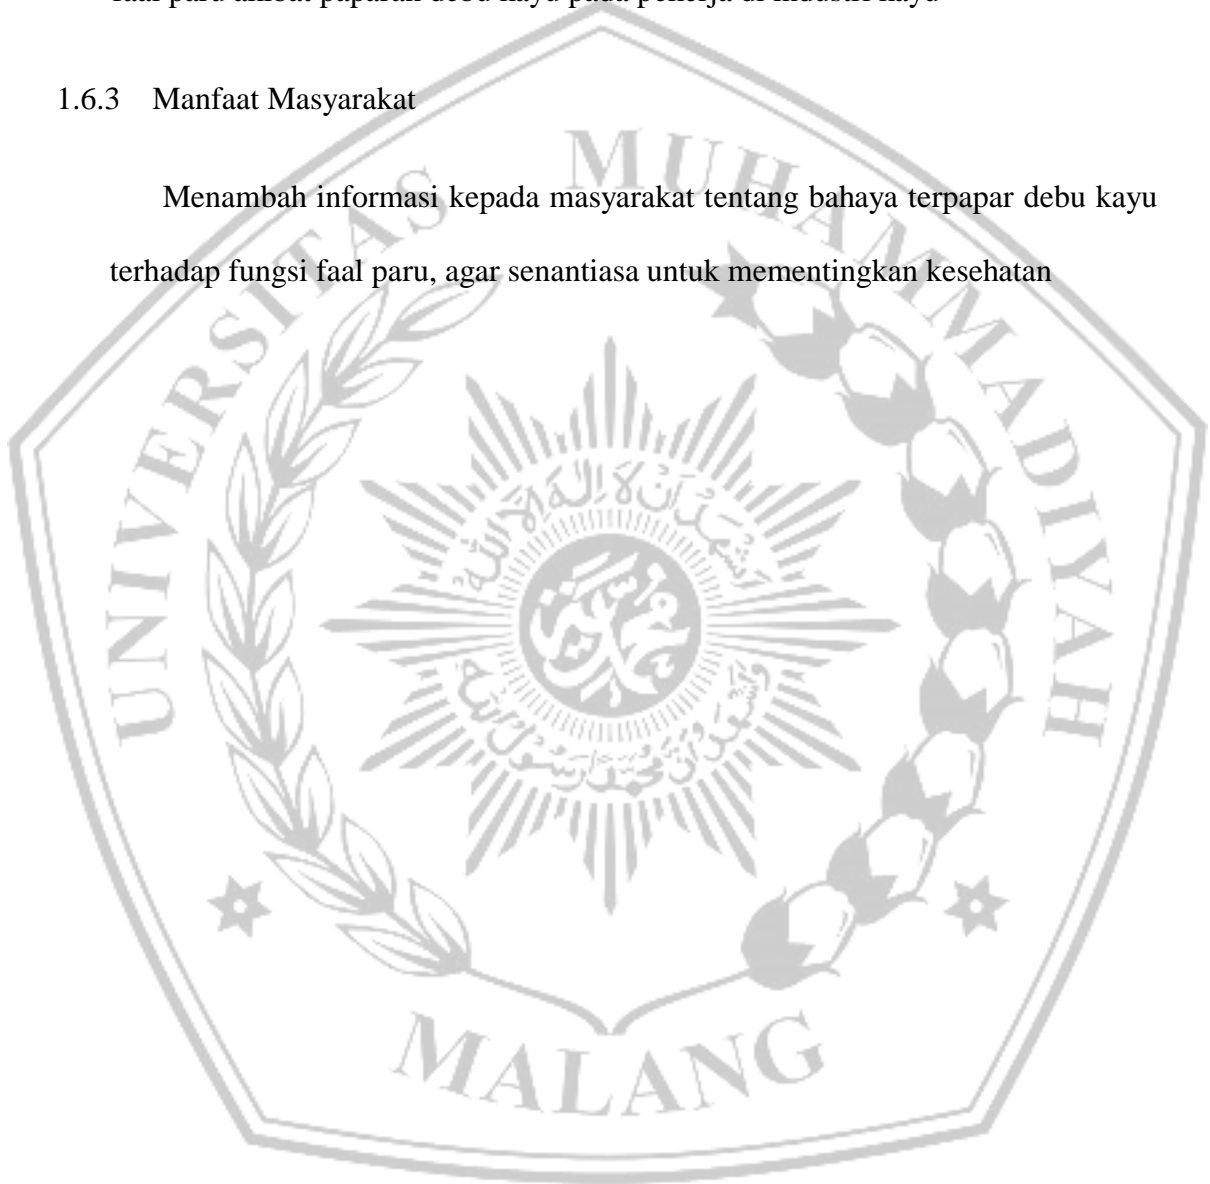 faal paru akibat paparan debu kayu pada pekerja di industri kayu
1.6.3 Manfaat Masyarakat
Menambah informasi kepada masyarakat tentang bahaya terpapar debu kayu
terhadap fungsi faal paru, agar senantiasa untuk mementingkan kesehatan
UNIVERSITAS MUHAMMADIYAH
MALANG